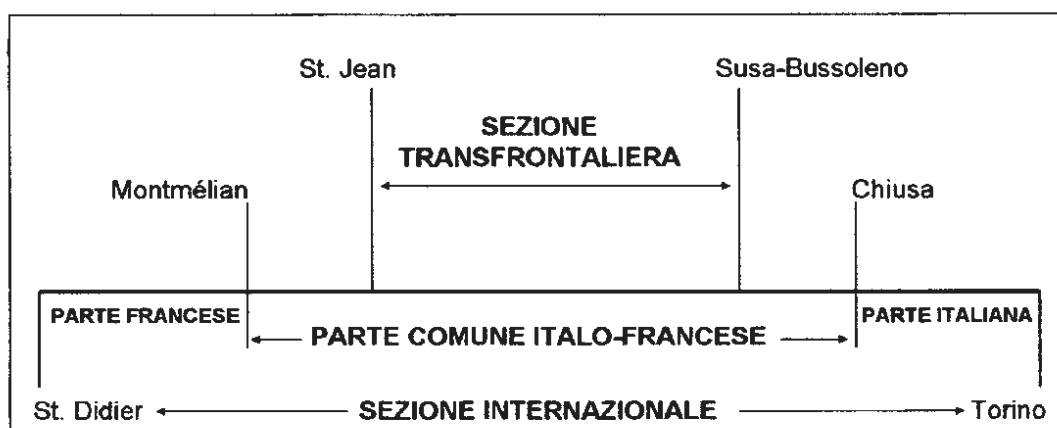 St. Jean Susa-Bussoleno
SEZIONE
TRANSFRONTALIERA
Montmélian Chiusa
PARTE FRANCESE PARTE COMUNE ITALO-FRANCESE PARTE ITALIANA
St. Didier SEZIONE INTERNAZIONALE Torino